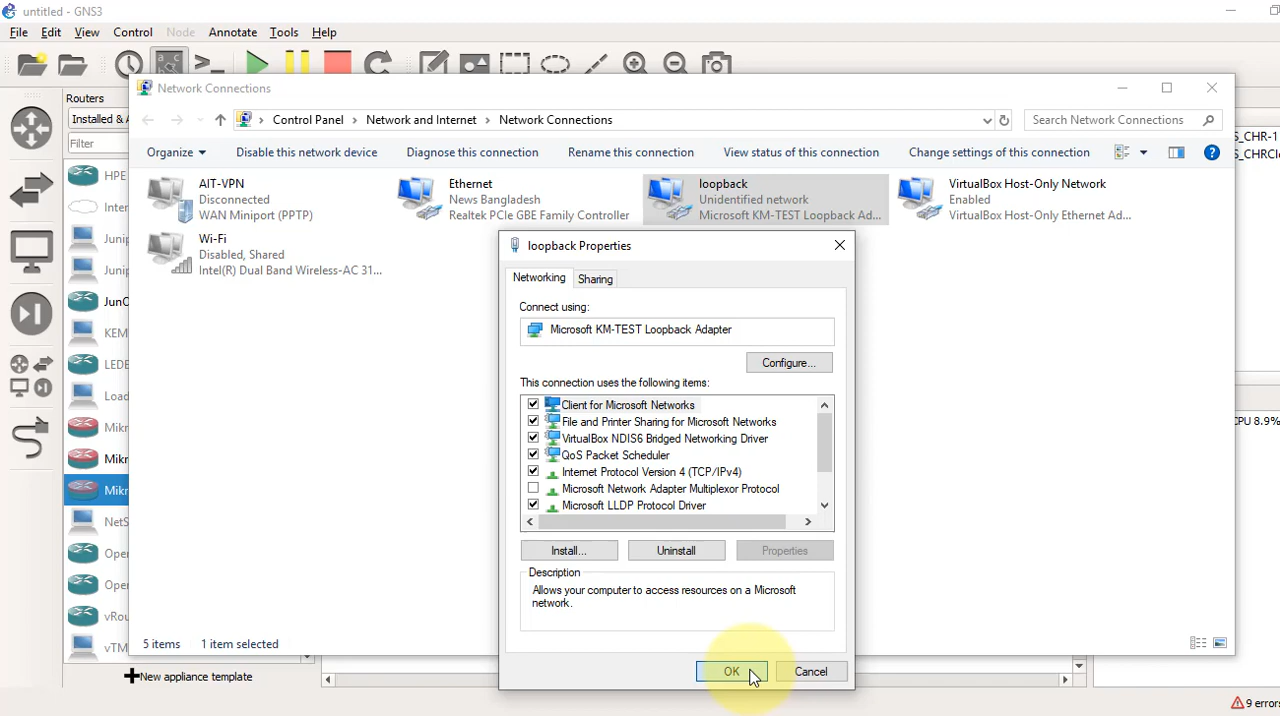 untitled - GNS3
File Edit View Control Node Annotate Tools Help
Routers
Installed & A
Filter
HPE
Inter
Junip
Junip
JunO
KEM
LEDE
Load
Mikr
Mikr
Mikr
NetS
Ope
Ope
vRou
vTM
New appliance template
Network Connections
Control Panel > Network and Internet > Network Connections
Search Network Connections
Organize Disable this network device Diagnose this connection Rename this connection View status of this connection Change settings of this connection
AIT-VPN
Disconnected
WAN Miniport (PPTP)
Ethernet
News Bangladesh
Realtek PCIe GBE Family Controller
loopback
Unidentified network
Microsoft KM-TEST Loopback Ad...
VirtualBox Host-Only Network
Enabled
VirtualBox Host-Only Ethernet Ad...
Wi-Fi
Disabled, Shared
Intel(R) Dual Band Wireless-AC 31...
loopback Properties
Networking Sharing
Connect using:
Microsoft KM-TEST Loopback Adapter
Configure...
This connection uses the following items:
Client for Microsoft Networks
File and Printer Sharing for Microsoft Networks
VirtualBox NDIS6 Bridged Networking Driver
QoS Packet Scheduler
Internet Protocol Version 4 (TCP/IPv4)
Microsoft Network Adapter Multiplexor Protocol
Microsoft LLDP Protocol Driver
Install... Uninstall Properties
Description
Allows your computer to access resources on a Microsoft
network.
OK Cancel
5 items 1 item selected
S_CHR-1
S_CHRCl
CPU 8.9%
9 errors